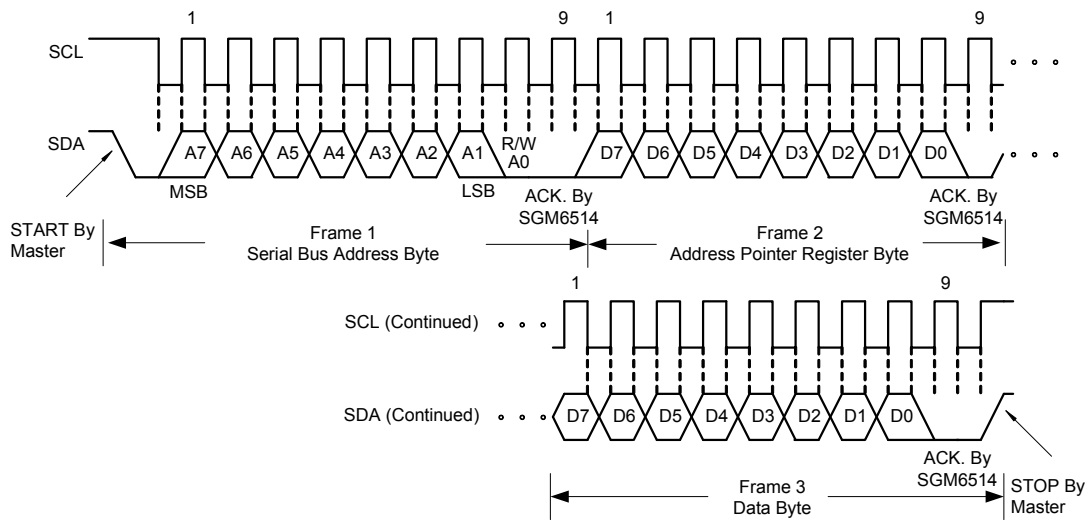 1 9 1 9
SCL
SDA
A7 A6 A5 A4 A3 A2 A1 R/W A0 D7 D6 D5 D4 D3 D2 D1 D0
MSB LSB
ACK. By SGM6514
ACK. By SGM6514
START By Master
Frame 1
Serial Bus Address Byte
Frame 2
Address Pointer Register Byte
1 9
SCL (Continued)
SDA (Continued)
D7 D6 D5 D4 D3 D2 D1 D0
ACK. By SGM6514
STOP By Master
Frame 3
Data Byte